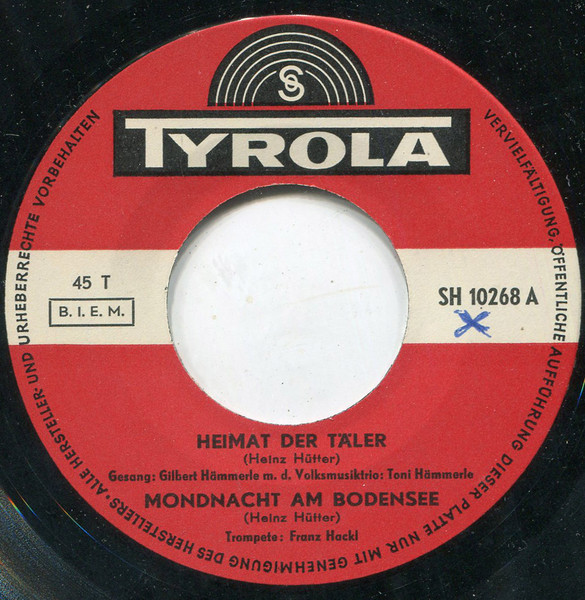 S S
TYROLA
45 T
B. I. E. M.
SH 10268 A
X
HEIMAT DER TÄLER
(Heinz Hütter)
Gesang: Gilbert Hämmerle m. d. Volksmusiktrio: Toni Hämmerle
MONDNACHT AM BODENSEE
(Heinz Hütter)
Trompete: Franz Hackl
ALLE HERSTELLER- UND URHEBERRECHTE VORBEHALTEN
VERVIELFÄLTIGUNG, ÖFFENTLICHE AUFFÜHRUNG DIESER PLATTE NUR MIT GENEHMIGUNG DES HERSTELLERS